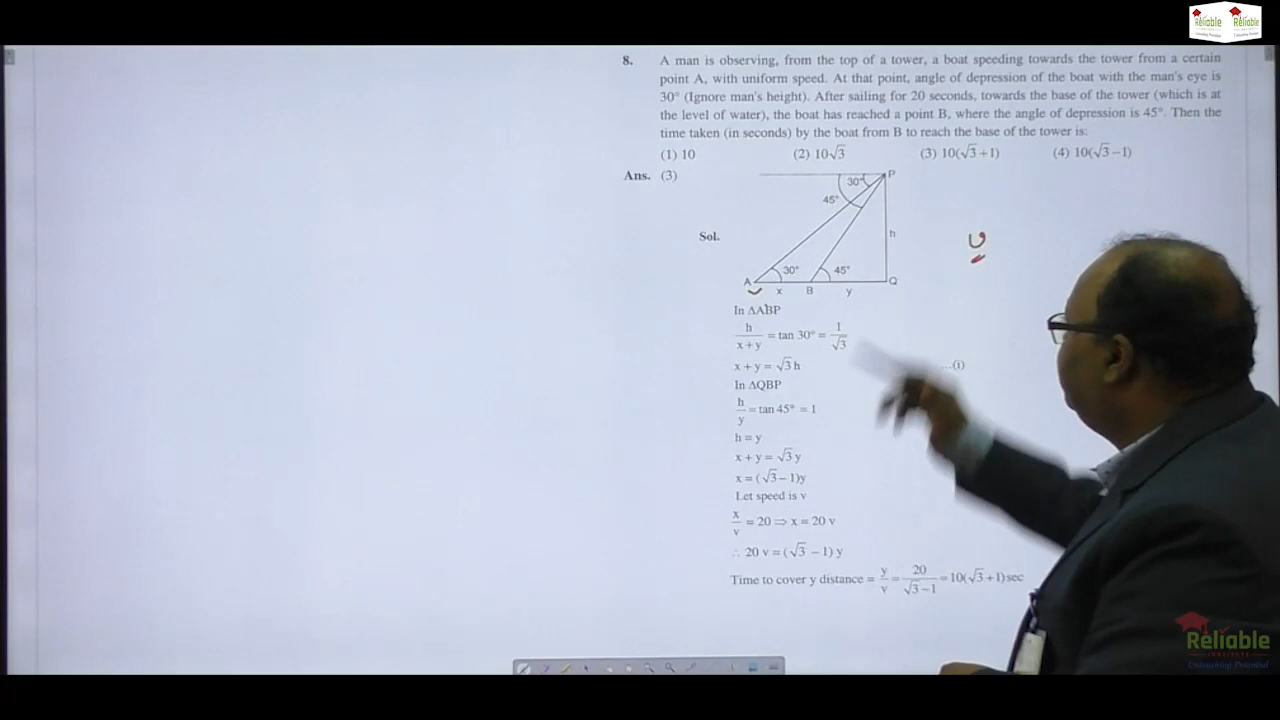 Reliable Reliable
8. A man is observing, from the top of a tower, a boat speeding towards the tower from a certain
point A, with uniform speed. At that point, angle of depression of the boat with the man's eye is
30° (Ignore man's height). After sailing for 20 seconds, towards the base of the tower (which is at
the level of water), the boat has reached a point B, where the angle of depression is 45°. Then the
time taken (in seconds) by the boat from B to reach the base of the tower is:
(1) 10 (2) 10√3 (3) 10(√3+1) (4) 10(√3−1)
Ans. (3)
30° P
45°
Sol. h
A 30° 45° Q
x B y
In ΔABP
h/(x+y) = tan 30° = 1/√3
x + y = √3 h ...(i)
In ΔQBP
h/y = tan 45° = 1
h = y
x + y = √3 y
x = (√3 − 1)y
Let speed is v
x/v = 20 ⇒ x = 20 v
∴ 20 v = (√3 − 1) y
Time to cover y distance = y/v = 20/(√3−1) = 10(√3+1) sec
Reliable
INSTITUTE
Unleashing Potential